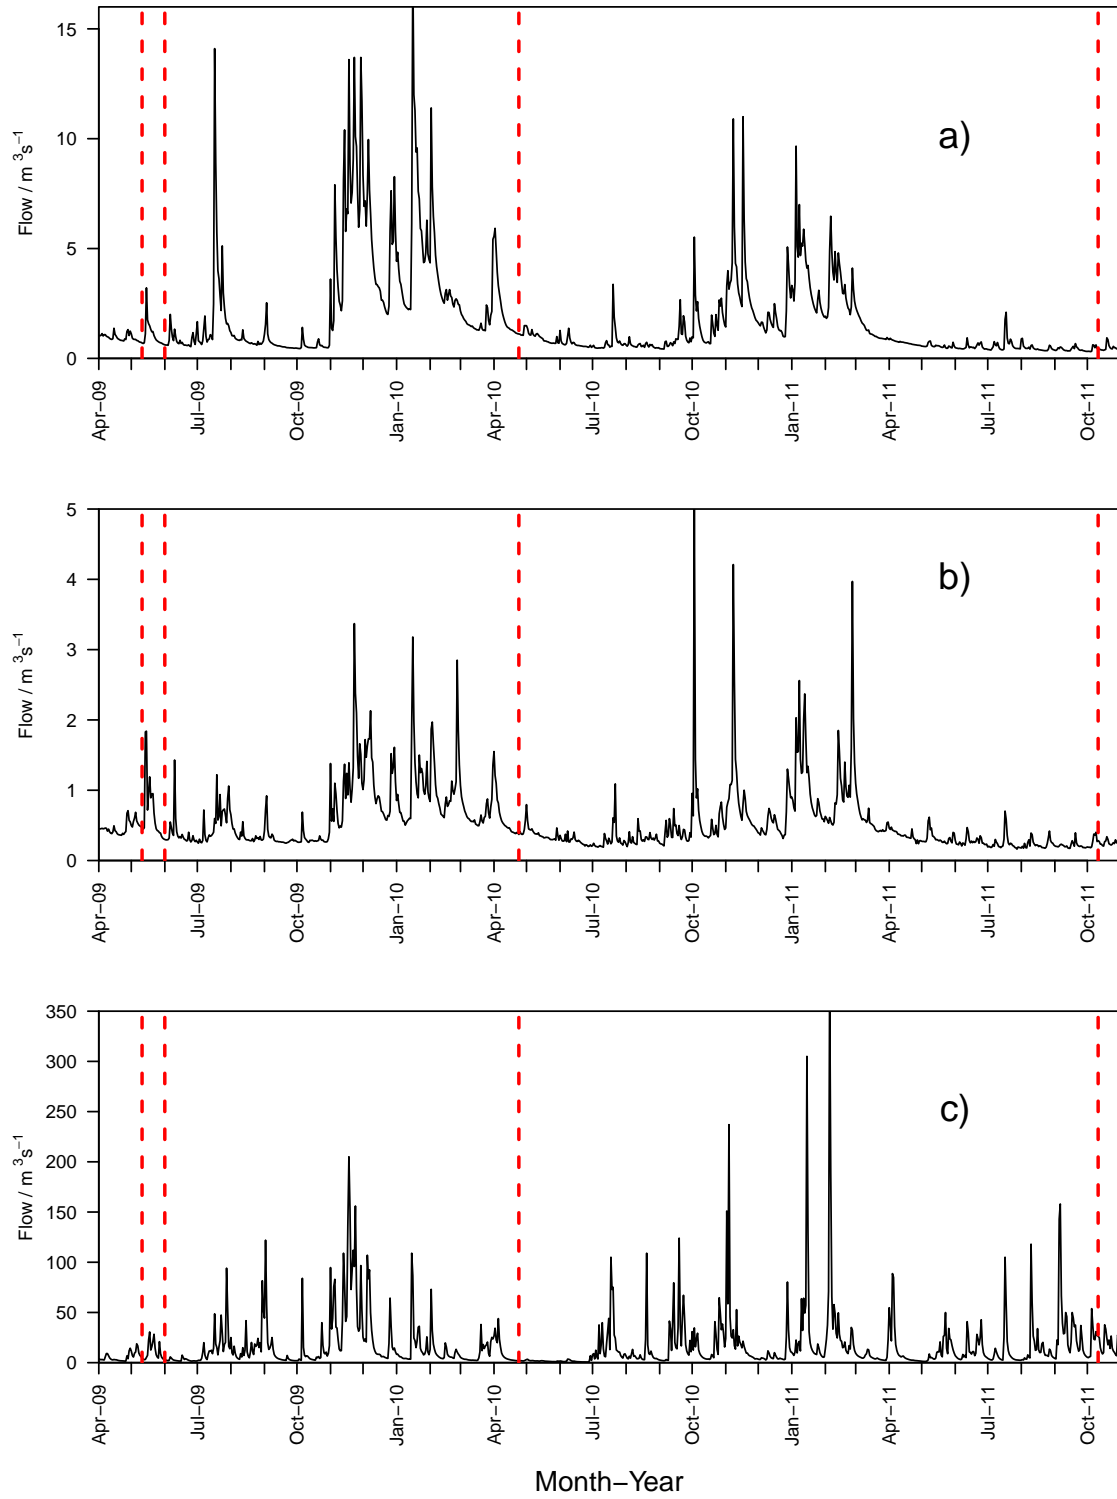 a)
Flow / m ³s⁻¹
15
10
5
0
Apr−09
Jul−09
Oct−09
Jan−10
Apr−10
Jul−10
Oct−10
Jan−11
Apr−11
Jul−11
Oct−11
b)
Flow / m ³s⁻¹
5
4
3
2
1
0
Apr−09
Jul−09
Oct−09
Jan−10
Apr−10
Jul−10
Oct−10
Jan−11
Apr−11
Jul−11
Oct−11
c)
Flow / m ³s⁻¹
350
300
250
200
150
100
50
0
Apr−09
Jul−09
Oct−09
Jan−10
Apr−10
Jul−10
Oct−10
Jan−11
Apr−11
Jul−11
Oct−11
Month−Year